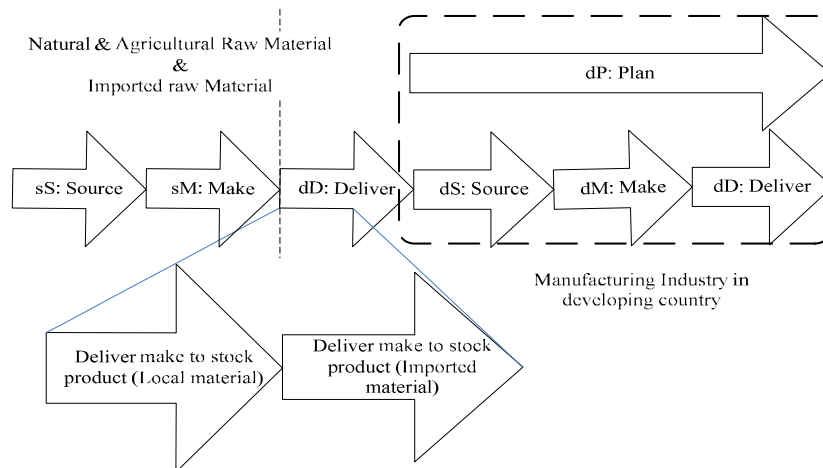 Natural & Agricultural Raw Material
&
Imported raw Material
dP: Plan
sS: Source
sM: Make
dD: Deliver
dS: Source
dM: Make
dD: Deliver
Manufacturing Industry in
developing country
Deliver make to stock
product (Local material)
Deliver make to stock
product (Imported
material)